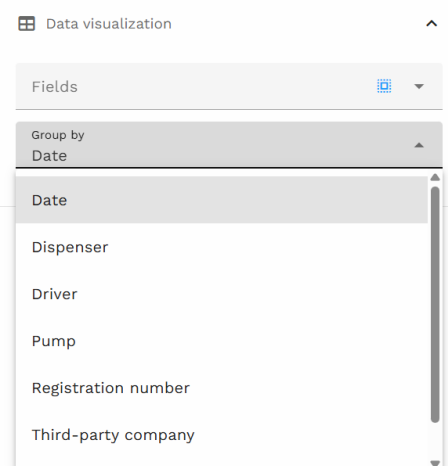 Data visualization
Fields
Group by
Date
Date
Dispenser
Driver
Pump
Registration number
Third-party company